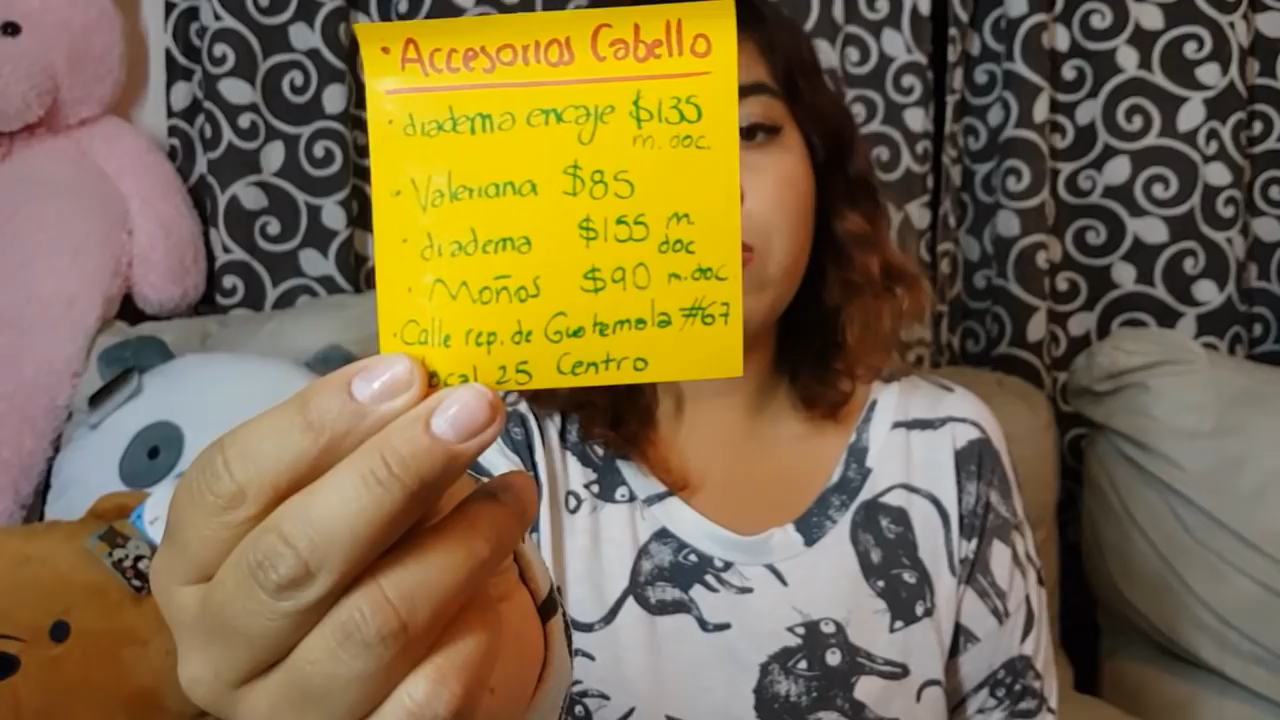 · Accesorios Cabello
· diadema encaje $135
m. doc.
· Valeriana $85
· diadema $155 m
doc
· Moños $90 m.doc
· Calle rep. de Guatemala #67
local 25 Centro